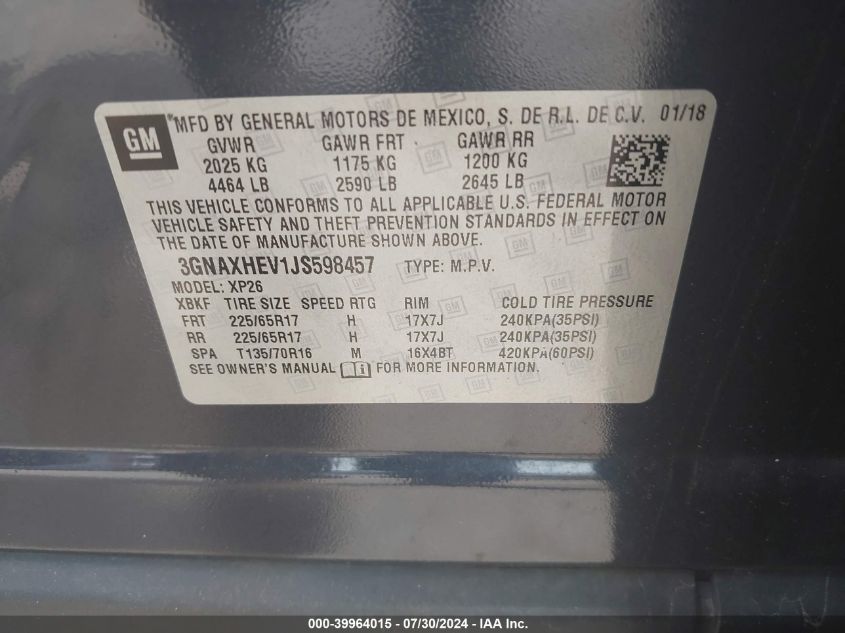 GM
MFD BY GENERAL MOTORS DE MEXICO, S. DE R.L. DE C.V. 01/18
GVWR GAWR FRT GAWR RR
2025 KG 1175 KG 1200 KG
4464 LB 2590 LB 2645 LB
THIS VEHICLE CONFORMS TO ALL APPLICABLE U.S. FEDERAL MOTOR
VEHICLE SAFETY AND THEFT PREVENTION STANDARDS IN EFFECT ON
THE DATE OF MANUFACTURE SHOWN ABOVE.
3GNAXHEV1JS598457 TYPE: M.P.V.
MODEL: XP26
XBKF TIRE SIZE SPEED RTG RIM COLD TIRE PRESSURE
FRT 225/65R17 H 17X7J 240KPA(35PSI)
RR 225/65R17 H 17X7J 240KPA(35PSI)
SPA T135/70R16 M 16X4BT 420KPA(60PSI)
SEE OWNER'S MANUAL FOR MORE INFORMATION.
000-39964015 - 07/30/2024 - IAA Inc.